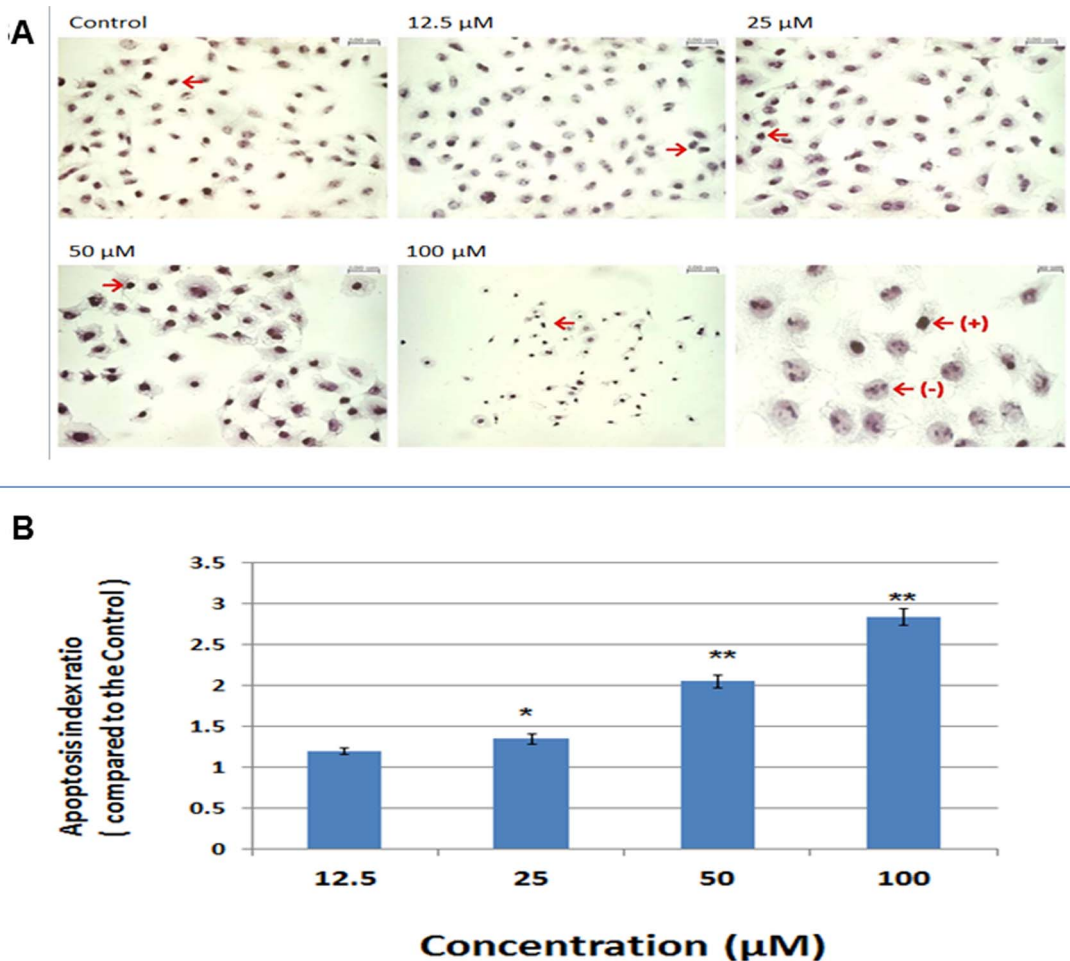 A
Control
12.5 µM
25 µM
50 µM
100 µM
(+)
(-)
B
Apoptosis index ratio
( compared to the Control )
3.5
3
2.5
2
1.5
1
0.5
0
*
**
**
12.5
25
50
100
Concentration (µM)